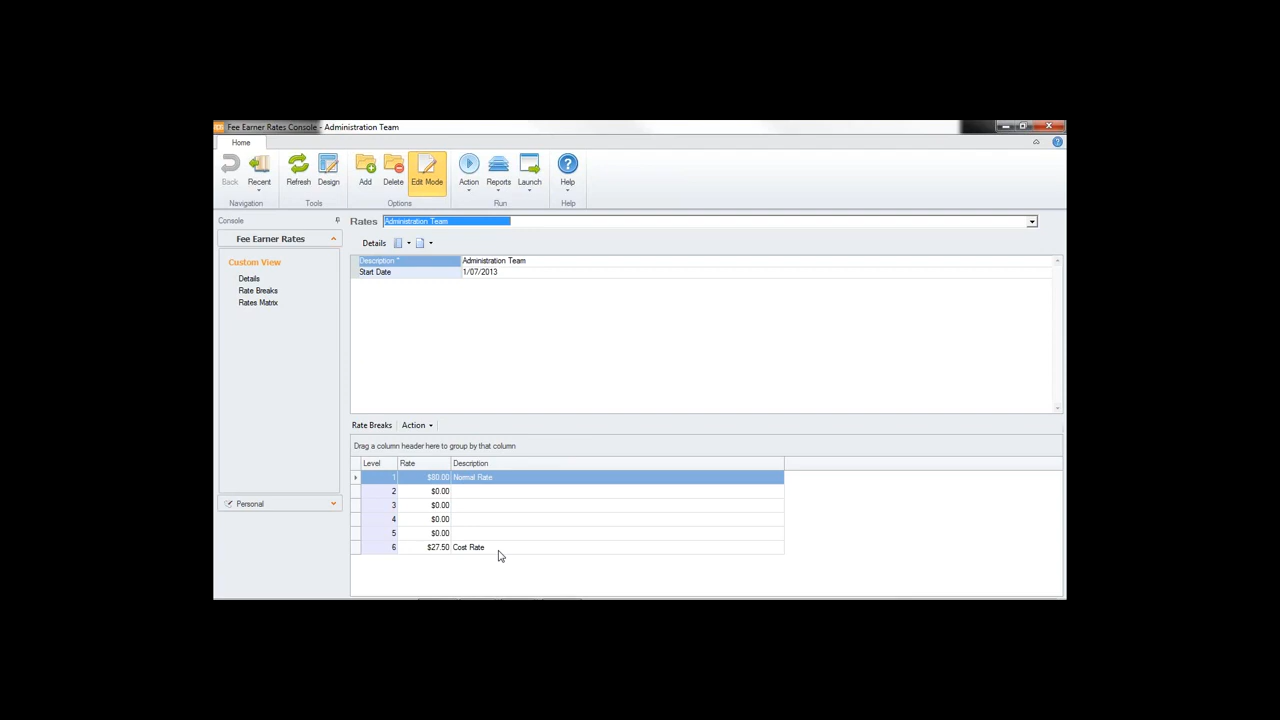 Fee Earner Rates Console - Administration Team
Home
Back Recent Refresh Design Add Delete Edit Mode Action Reports Launch Help
Navigation Tools Options Run Help
Console
Rates Administration Team
Fee Earner Rates
Details
Custom View
Description * Administration Team
Start Date 1/07/2013
Details
Rate Breaks
Rates Matrix
Rate Breaks Action
Drag a column header here to group by that column
Level Rate Description
1 $80.00 Normal Rate
2 $0.00
3 $0.00
Personal
4 $0.00
5 $0.00
6 $27.50 Cost Rate